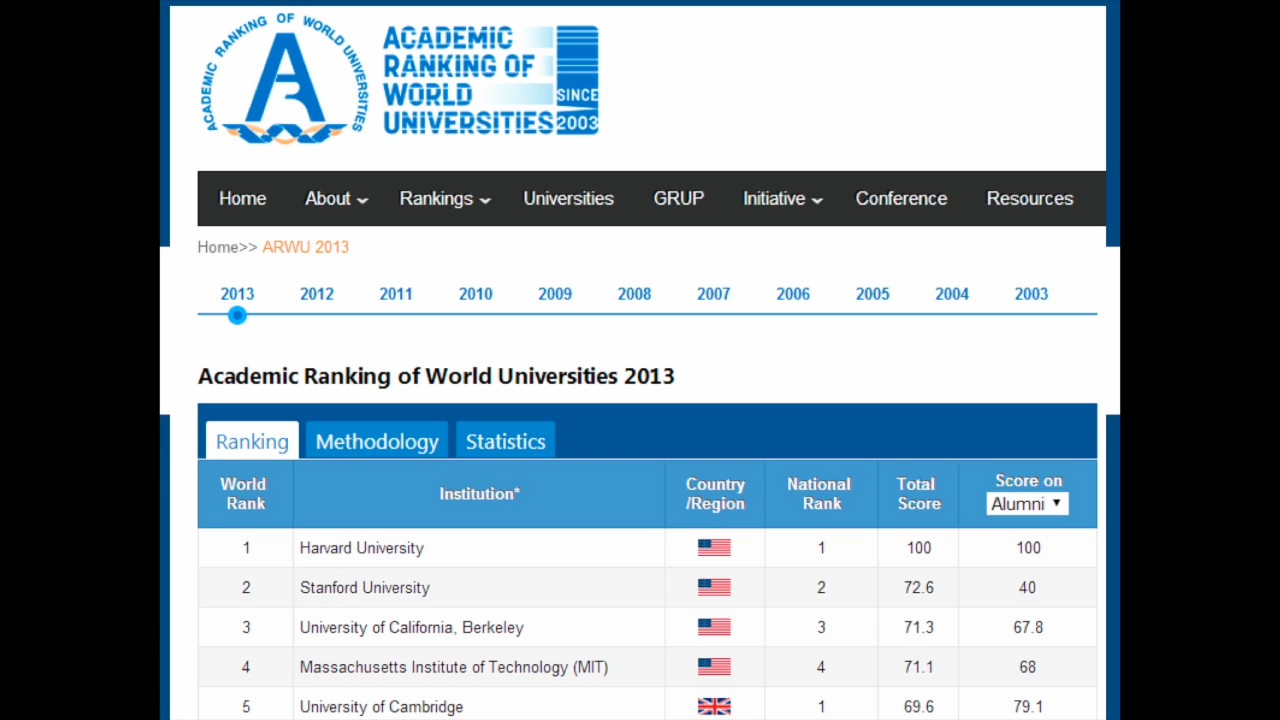 ACADEMIC RANKING OF WORLD UNIVERSITIES
ACADEMIC
RANKING OF
WORLD
UNIVERSITIES
SINCE
2003
Home About Rankings Universities GRUP Initiative Conference Resources
Home>> ARWU 2013
2013 2012 2011 2010 2009 2008 2007 2006 2005 2004 2003
Academic Ranking of World Universities 2013
Ranking Methodology Statistics
World Rank Institution* Country /Region National Rank Total Score Score on Alumni
1 Harvard University 1 100 100
2 Stanford University 2 72.6 40
3 University of California, Berkeley 3 71.3 67.8
4 Massachusetts Institute of Technology (MIT) 4 71.1 68
5 University of Cambridge 1 69.6 79.1